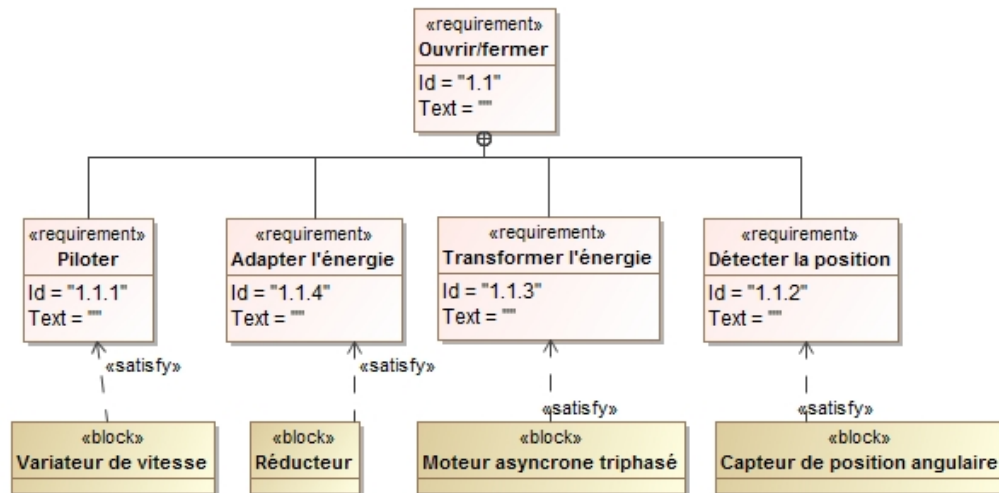 «requirement»
Ouvrir/fermer
Id = "1.1"
Text = ""
«requirement»
Piloter
Id = "1.1.1"
Text = ""
«requirement»
Adapter l'énergie
Id = "1.1.4"
Text = ""
«requirement»
Transformer l'énergie
Id = "1.1.3"
Text = ""
«requirement»
Détecter la position
Id = "1.1.2"
Text = ""
«satisfy»
«satisfy»
«satisfy»
«satisfy»
«block»
Variateur de vitesse
«block»
Réducteur
«block»
Moteur asyncrone triphasé
«block»
Capteur de position angulaire